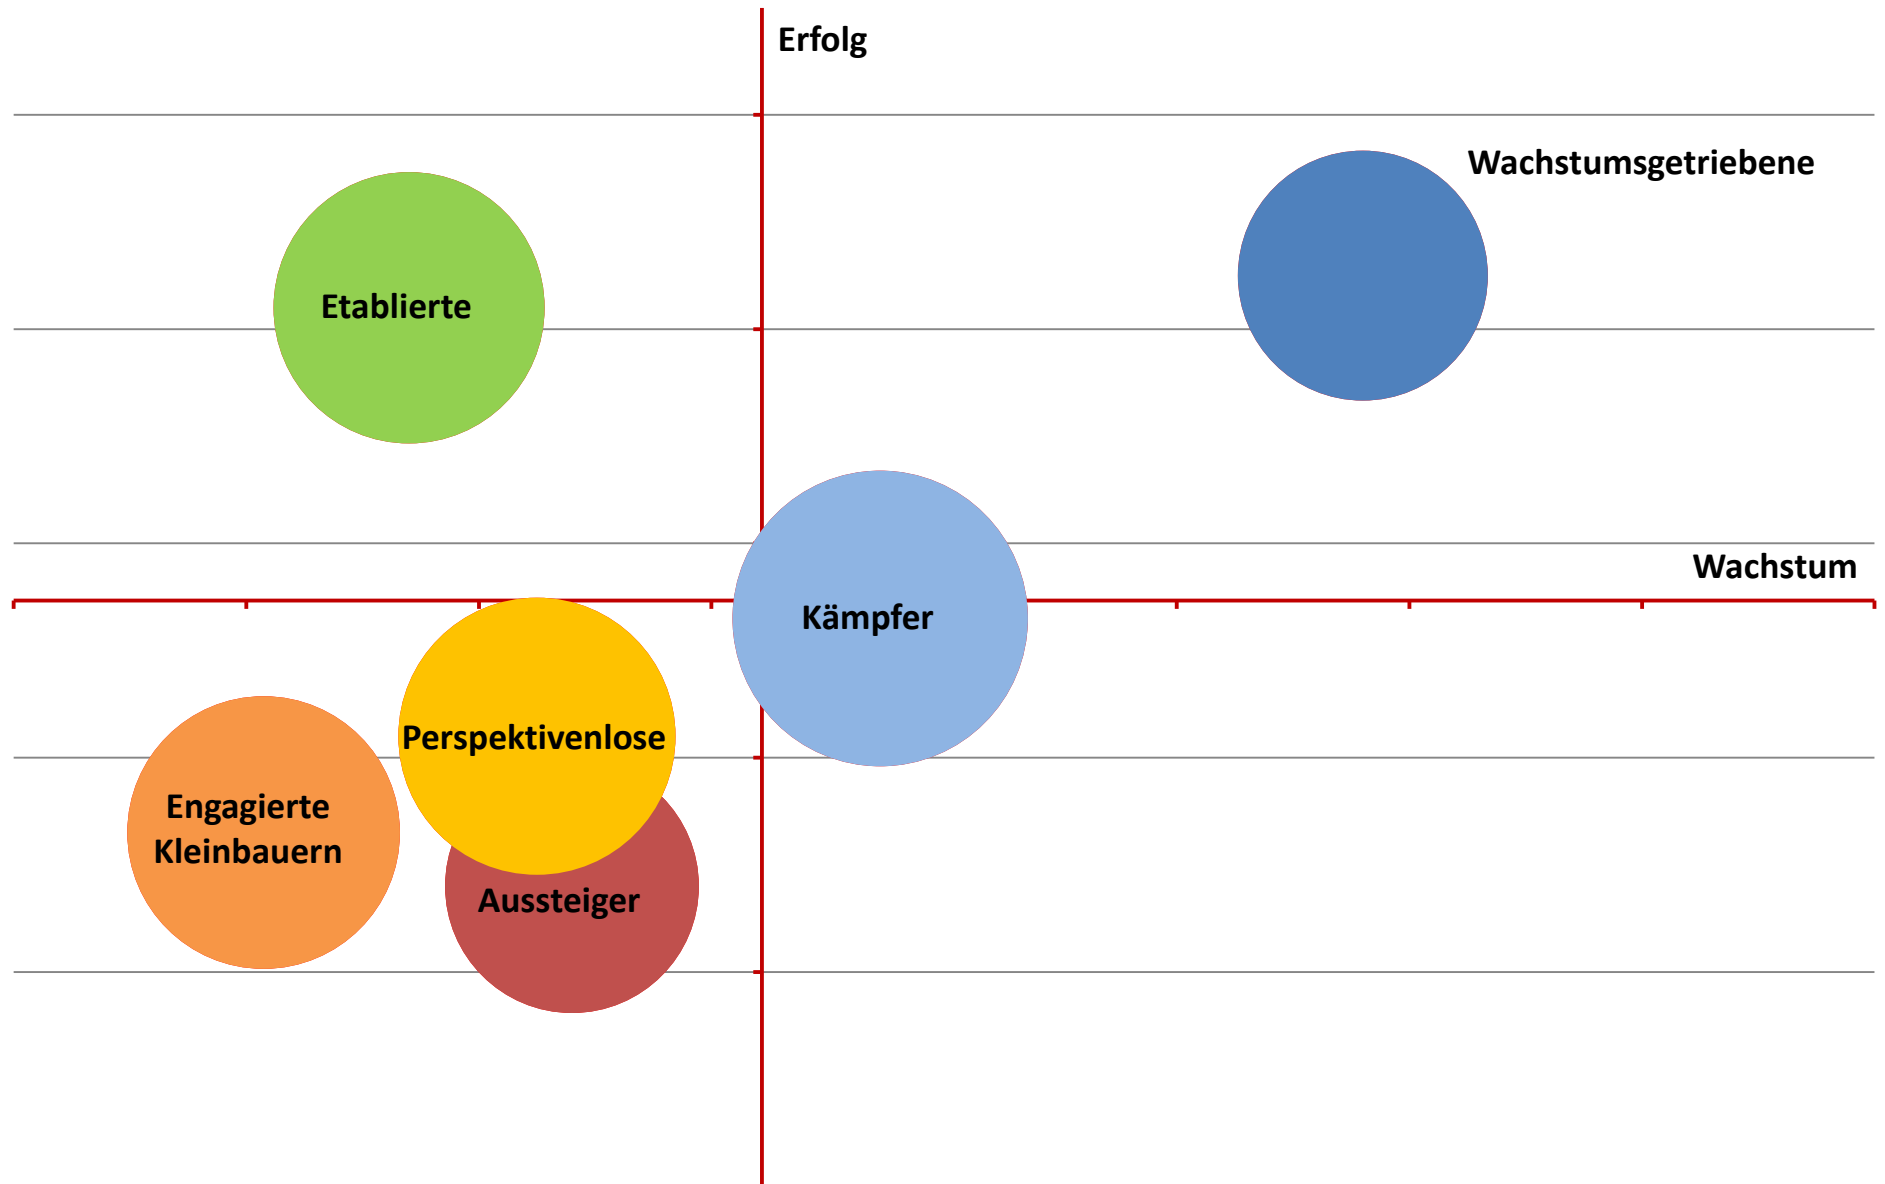 Erfolg
Wachstumsgetriebene
Etablierte
Wachstum
Kämpfer
Perspektivenlose
Engagierte
Kleinbauern
Aussteiger